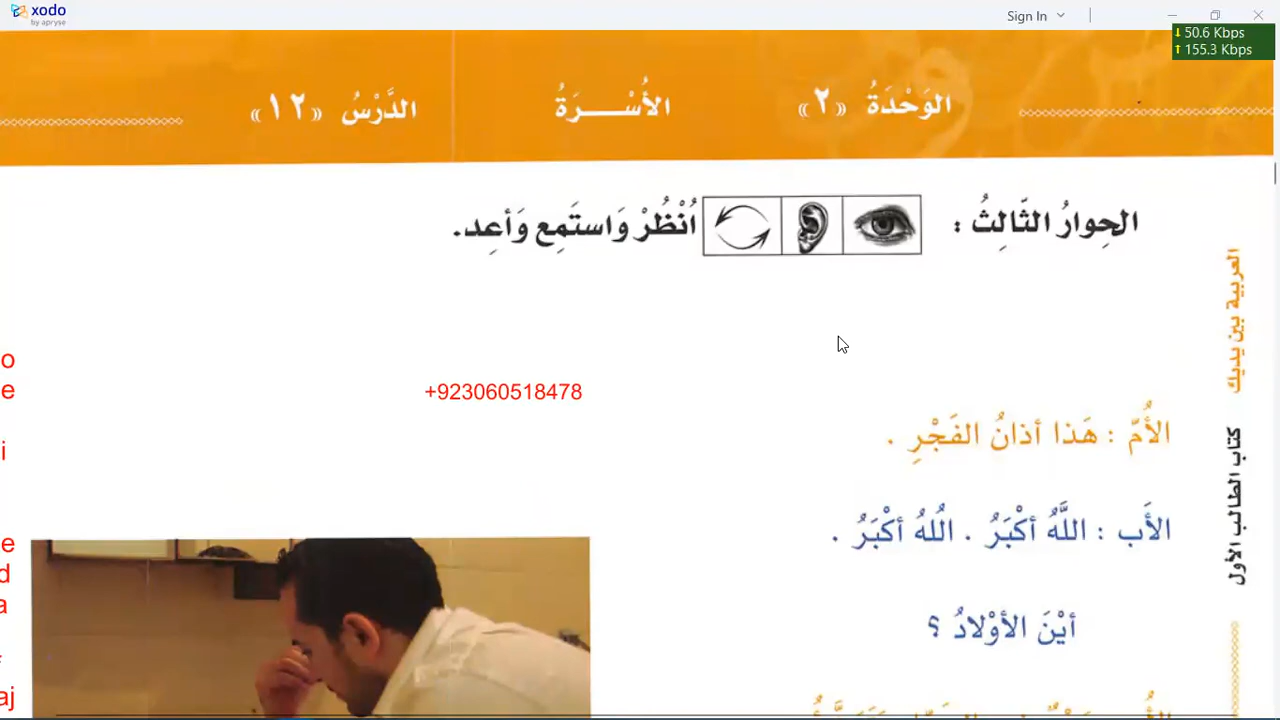 xodo
by apryse
Sign In
50.6 Kbps
155.3 Kbps
الوَحْدَةُ «٢» الأُسْـــرَةُ الدَّرْسُ «١٢»
الحِوارُ الثّالِثُ : اُنْظُرْ وَاستَمِع وَأعِد.
العربية بين يديك
كتاب الطالب الأول
+923060518478
الأُمّ : هَذا أذانُ الفَجْرِ .
الأَب : اللَّهُ أكْبَرُ . اللهُ أكْبَرُ .
أيْنَ الأوْلادُ ؟
o
e
i
e
d
a
aj